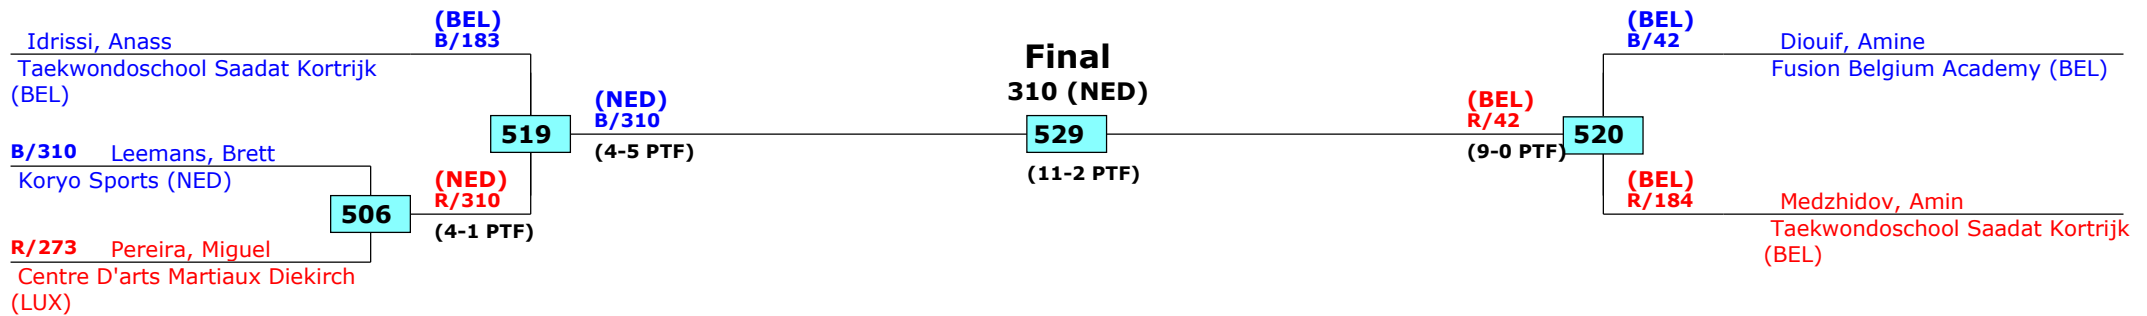 (BEL)
B/183
Idrissi, Anass
Taekwondoschool Saadat Kortrijk
(BEL)
B/310 Leemans, Brett
Koryo Sports (NED)
R/273 Pereira, Miguel
Centre D'arts Martiaux Diekirch
(LUX)
506
(NED)
R/310
(4-1 PTF)
519
(NED)
B/310
(4-5 PTF)
Final
310 (NED)
529
(11-2 PTF)
(BEL)
R/42
(9-0 PTF)
520
(BEL)
B/42
Diouif, Amine
Fusion Belgium Academy (BEL)
(BEL)
R/184
Medzhidov, Amin
Taekwondoschool Saadat Kortrijk
(BEL)